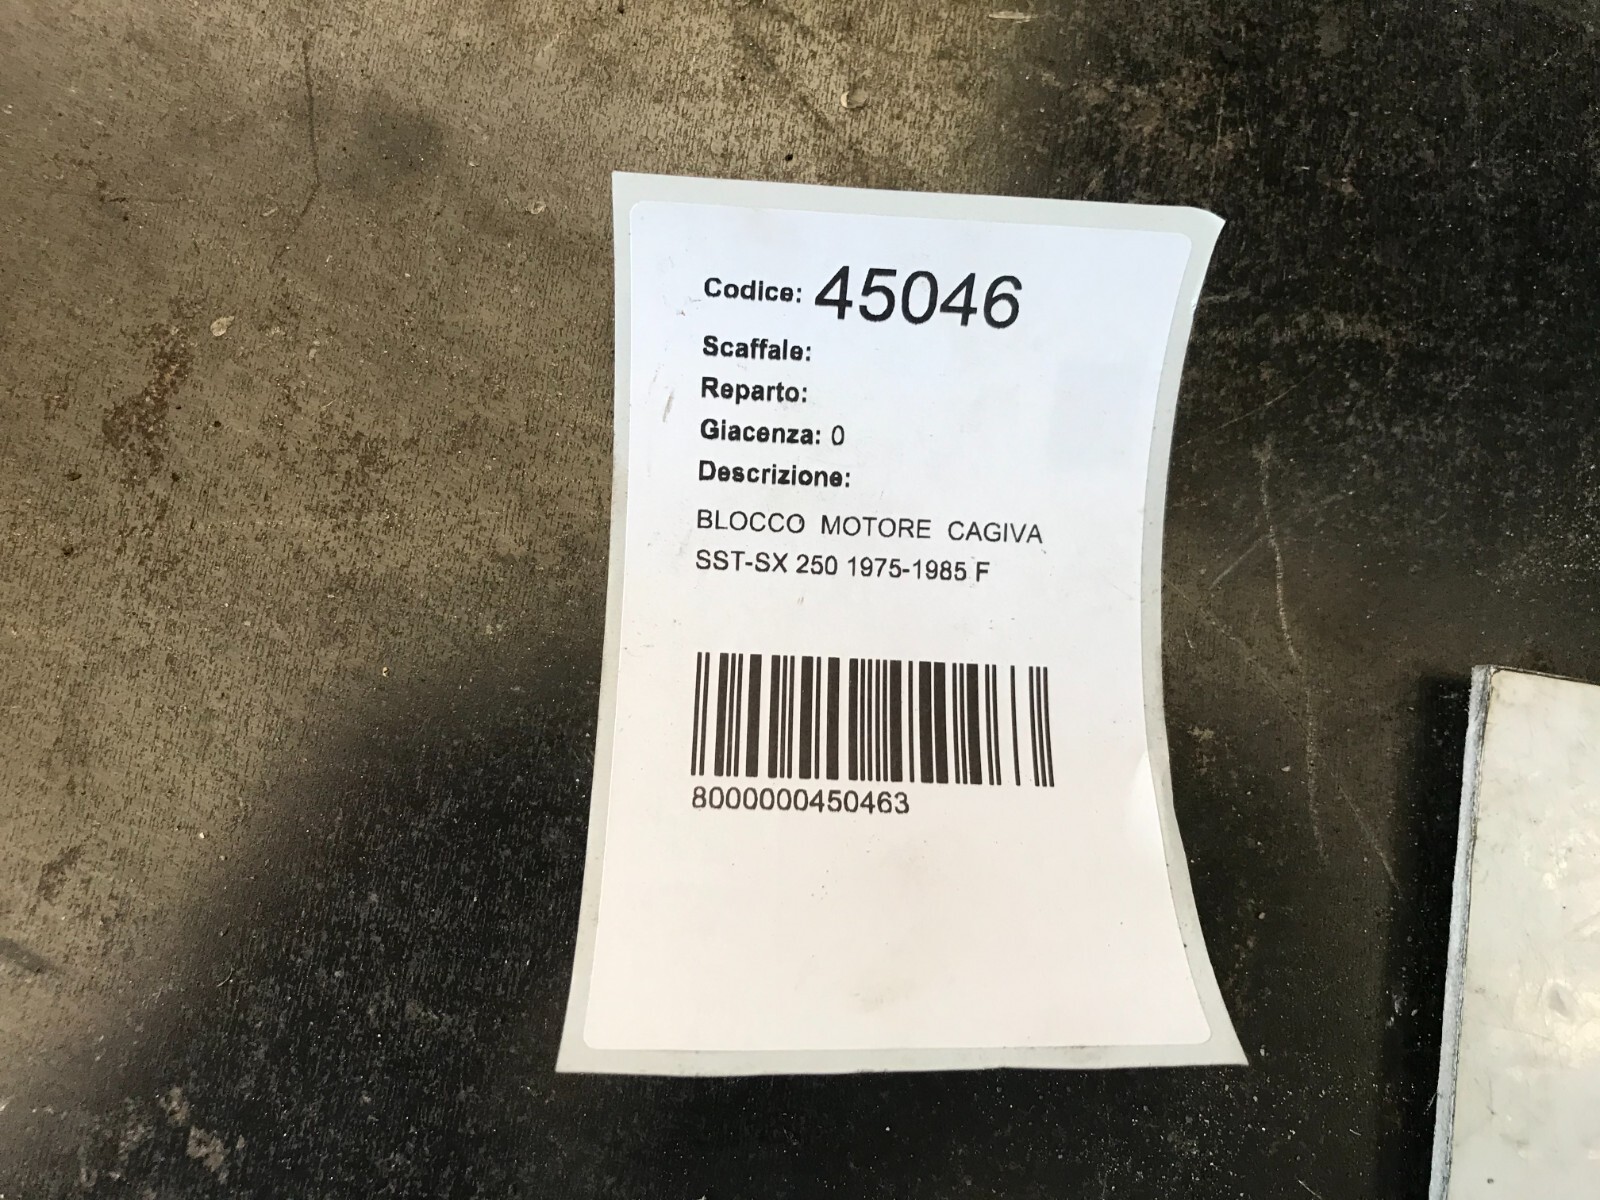 Codice: 45046
Scaffale:
Reparto:
Giacenza: 0
Descrizione:
BLOCCO MOTORE CAGIVA
SST-SX 250 1975-1985 F
8000000450463